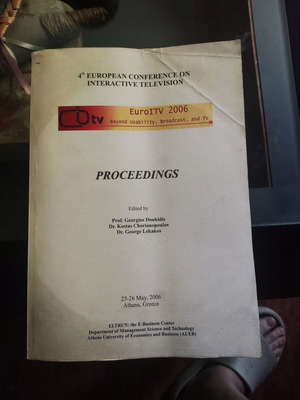 4th EUROPEAN CONFERENCE ON
INTERACTIVE TELEVISION
tv
EuroITV 2006
Beyond Usability, Broadcast, and TV
PROCEEDINGS
Edited by
Prof. Georgios Doukidis
Dr. Kostas Chorianopoulos
Dr. George Lekakos
25-26 May, 2006
Athens, Greece
ELTRUN: the E-Business Center
Department of Management Science and Technology
Athens University of Economics and Business (AUEB)